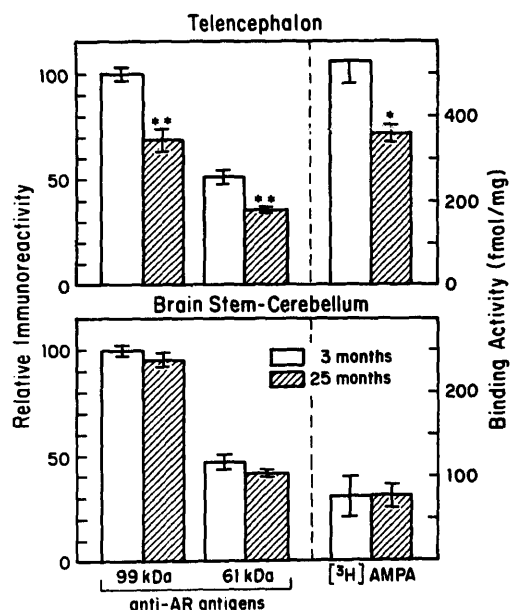 Telencephalon
100
50
0
**
**
*
400
200
0
Relative Immunoreactivity
Binding Activity (fmol/mg)
Brain Stem-Cerebellum
100
50
0
3 months
25 months
200
100
99 kDa
61 kDa
[³H] AMPA
anti-AR antigens